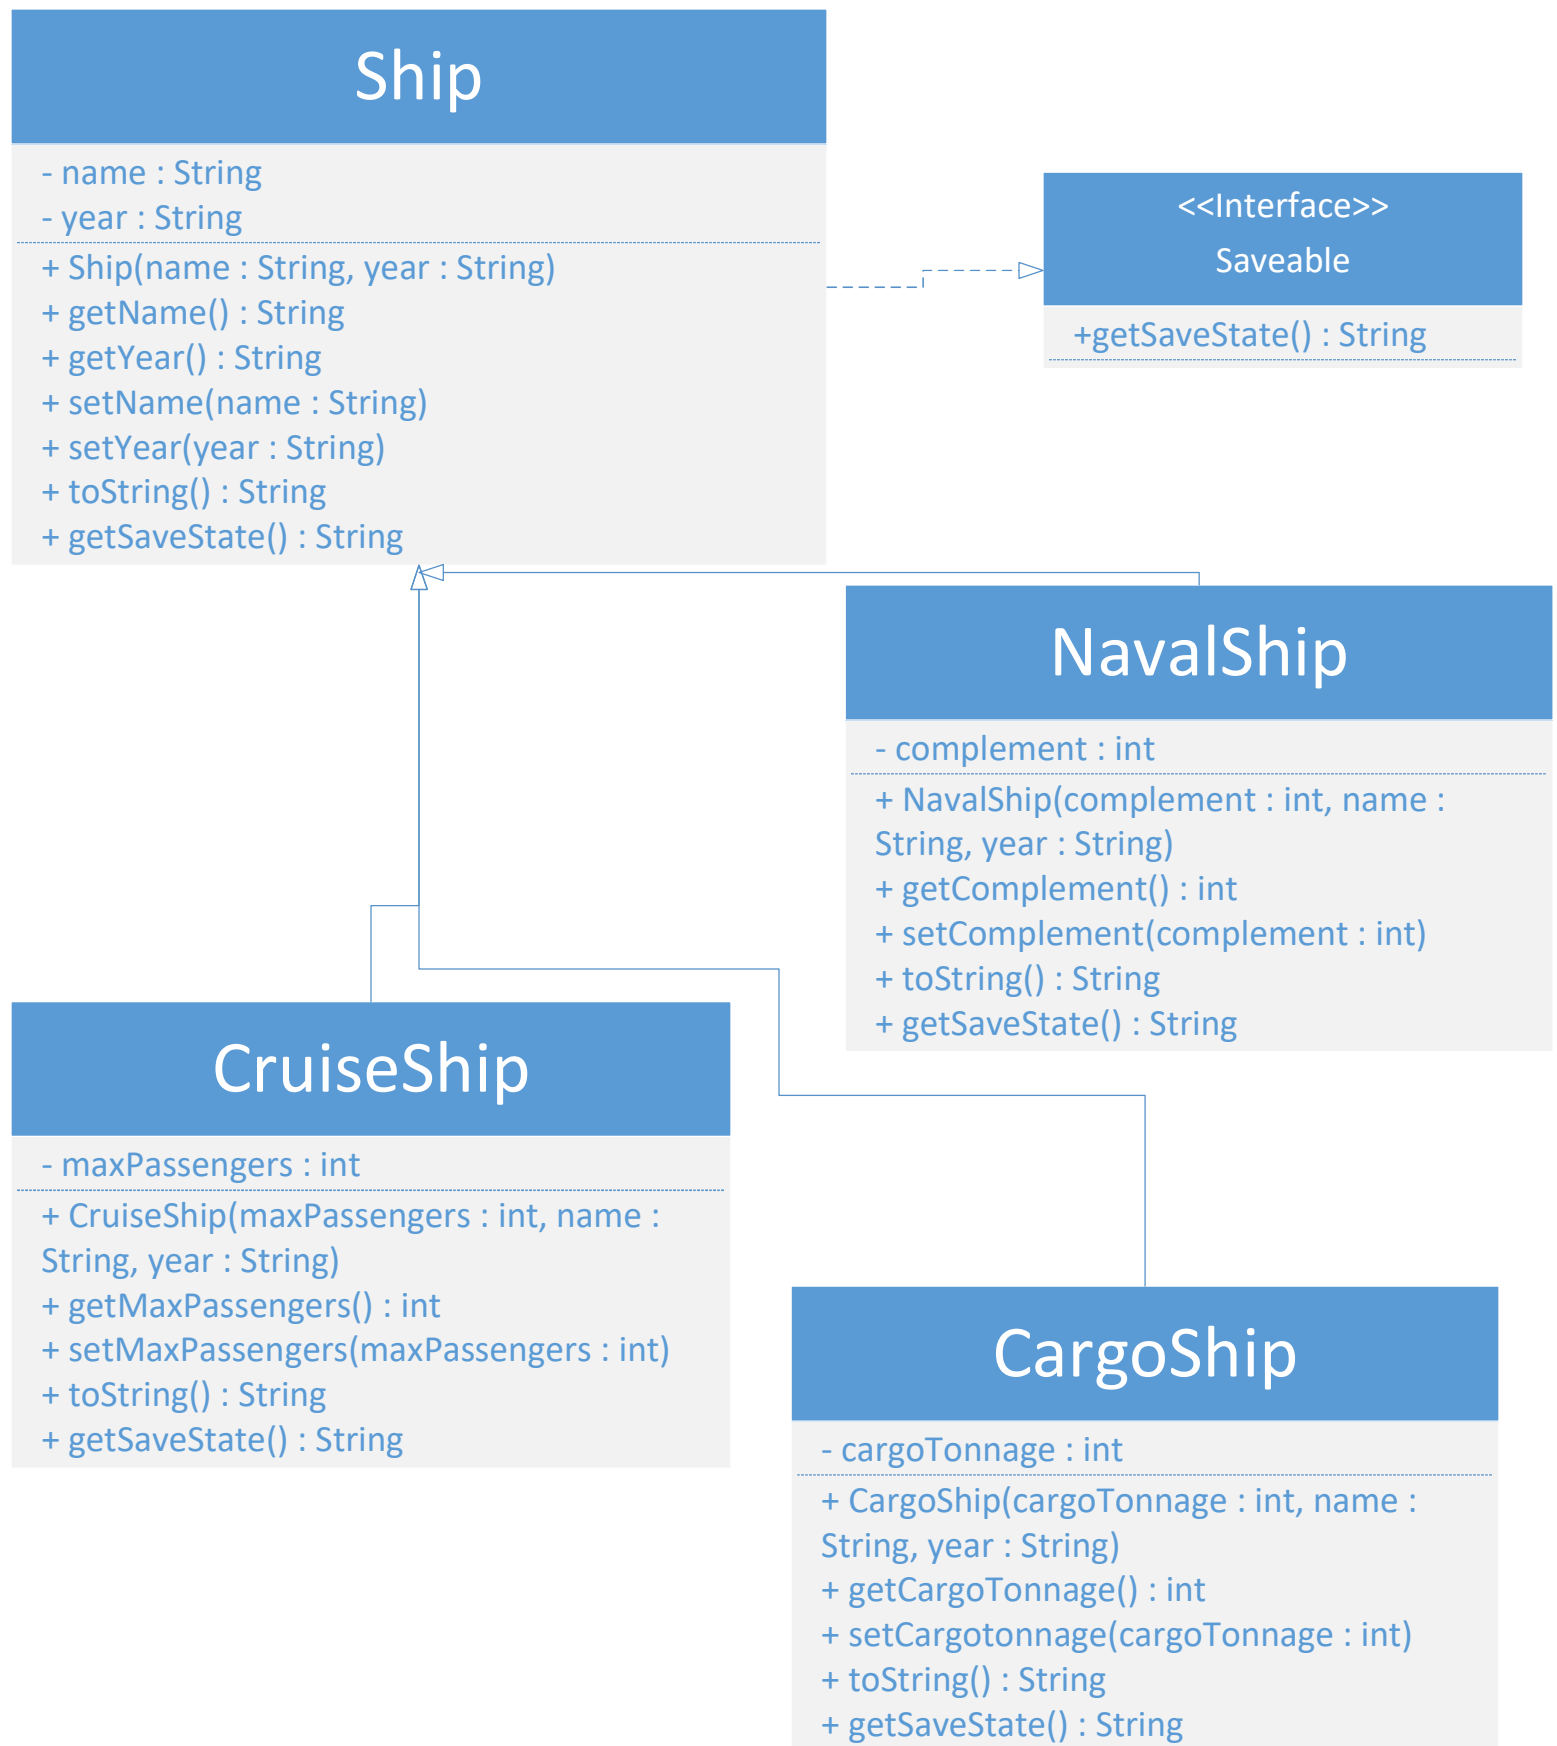 Ship
- name : String
- year : String
+ Ship(name : String, year : String)
+ getName() : String
+ getYear() : String
+ setName(name : String)
+ setYear(year : String)
+ toString() : String
+ getSaveState() : String
<<Interface>>
Saveable
+getSaveState() : String
NavalShip
- complement : int
+ NavalShip(complement : int, name :
String, year : String)
+ getComplement() : int
+ setComplement(complement : int)
+ toString() : String
+ getSaveState() : String
CruiseShip
- maxPassengers : int
+ CruiseShip(maxPassengers : int, name :
String, year : String)
+ getMaxPassengers() : int
+ setMaxPassengers(maxPassengers : int)
+ toString() : String
+ getSaveState() : String
CargoShip
- cargoTonnage : int
+ CargoShip(cargoTonnage : int, name :
String, year : String)
+ getCargoTonnage() : int
+ setCargotonnage(cargoTonnage : int)
+ toString() : String
+ getSaveState() : String